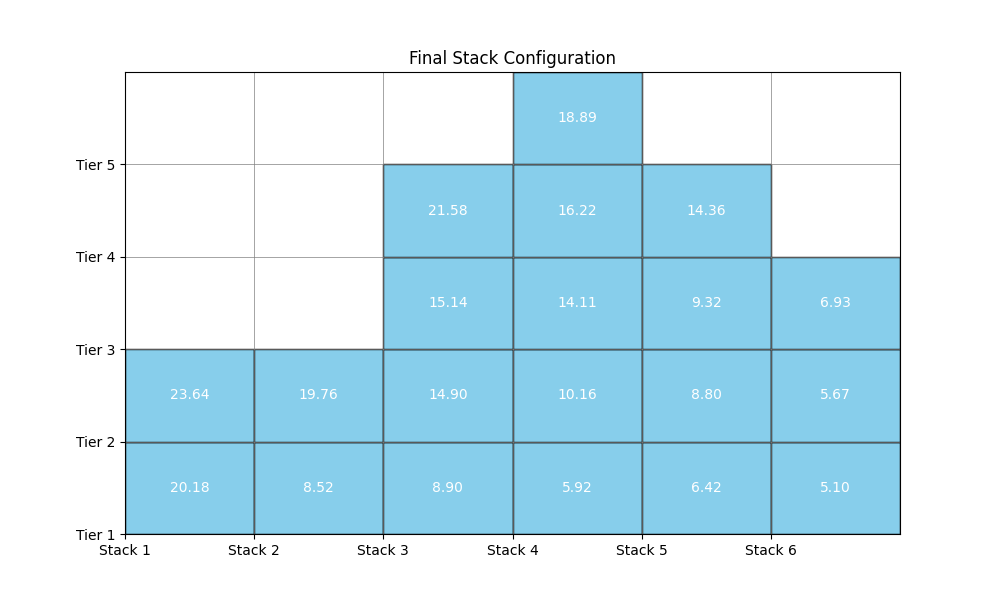 Final Stack Configuration
18.89
Tier 5
21.58 16.22 14.36
Tier 4
15.14 14.11 9.32 6.93
Tier 3
23.64 19.76 14.90 10.16 8.80 5.67
Tier 2
20.18 8.52 8.90 5.92 6.42 5.10
Tier 1
Stack 1 Stack 2 Stack 3 Stack 4 Stack 5 Stack 6